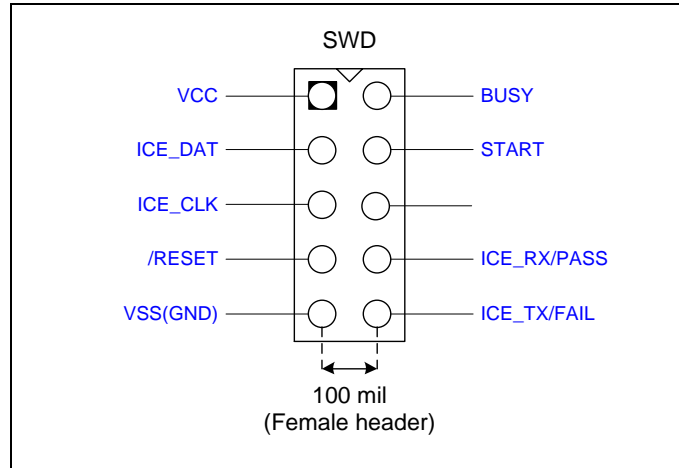 SWD
VCC
BUSY
ICE_DAT
START
ICE_CLK
/RESET
ICE_RX/PASS
VSS(GND)
ICE_TX/FAIL
100 mil
(Female header)